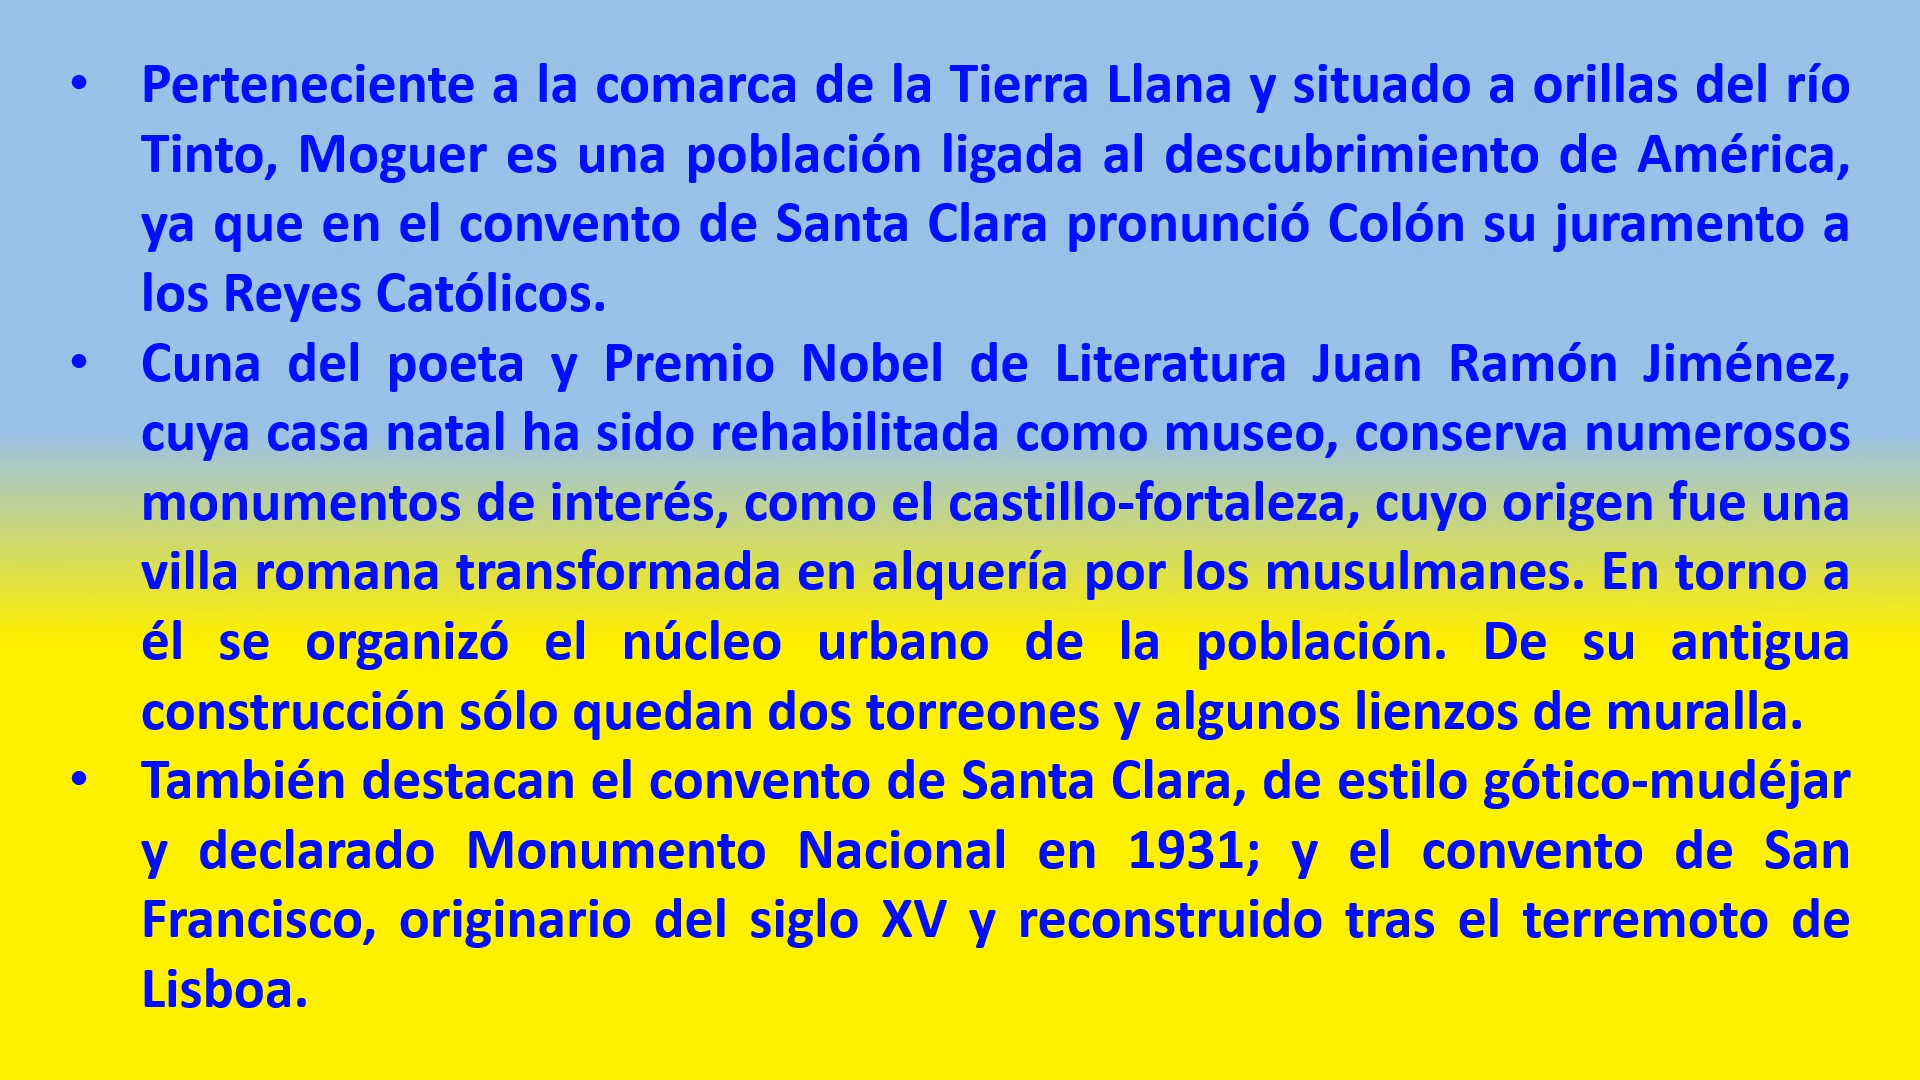 • Perteneciente a la comarca de la Tierra Llana y situado a orillas del río
Tinto, Moguer es una población ligada al descubrimiento de América,
ya que en el convento de Santa Clara pronunció Colón su juramento a
los Reyes Católicos.
• Cuna del poeta y Premio Nobel de Literatura Juan Ramón Jiménez,
cuya casa natal ha sido rehabilitada como museo, conserva numerosos
monumentos de interés, como el castillo-fortaleza, cuyo origen fue una
villa romana transformada en alquería por los musulmanes. En torno a
él se organizó el núcleo urbano de la población. De su antigua
construcción sólo quedan dos torreones y algunos lienzos de muralla.
• También destacan el convento de Santa Clara, de estilo gótico-mudéjar
y declarado Monumento Nacional en 1931; y el convento de San
Francisco, originario del siglo XV y reconstruido tras el terremoto de
Lisboa.